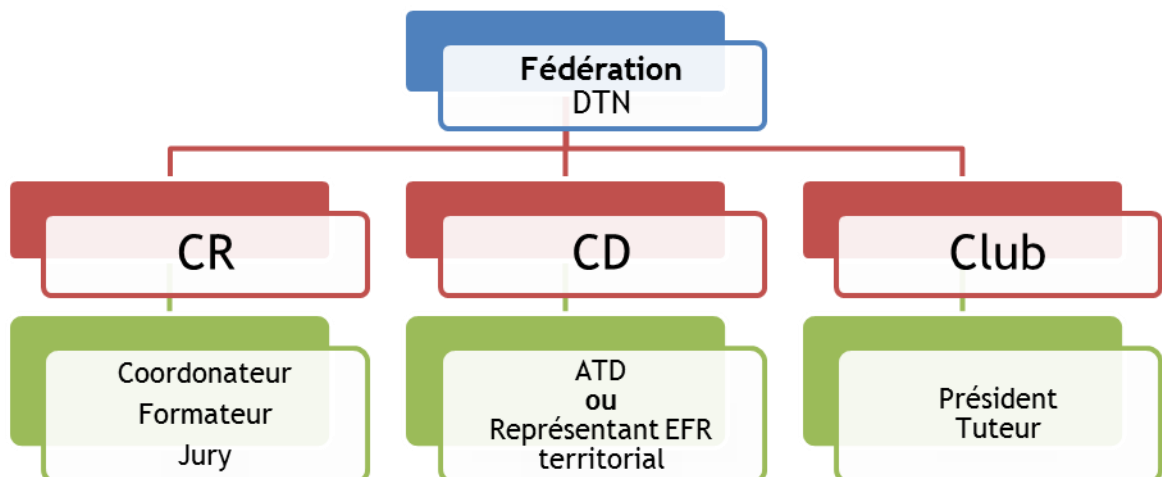 Fédération
DTN
CR
CD
Club
Coordonateur
Formateur
Jury
ATD
ou
Représentant EFR
territorial
Président
Tuteur